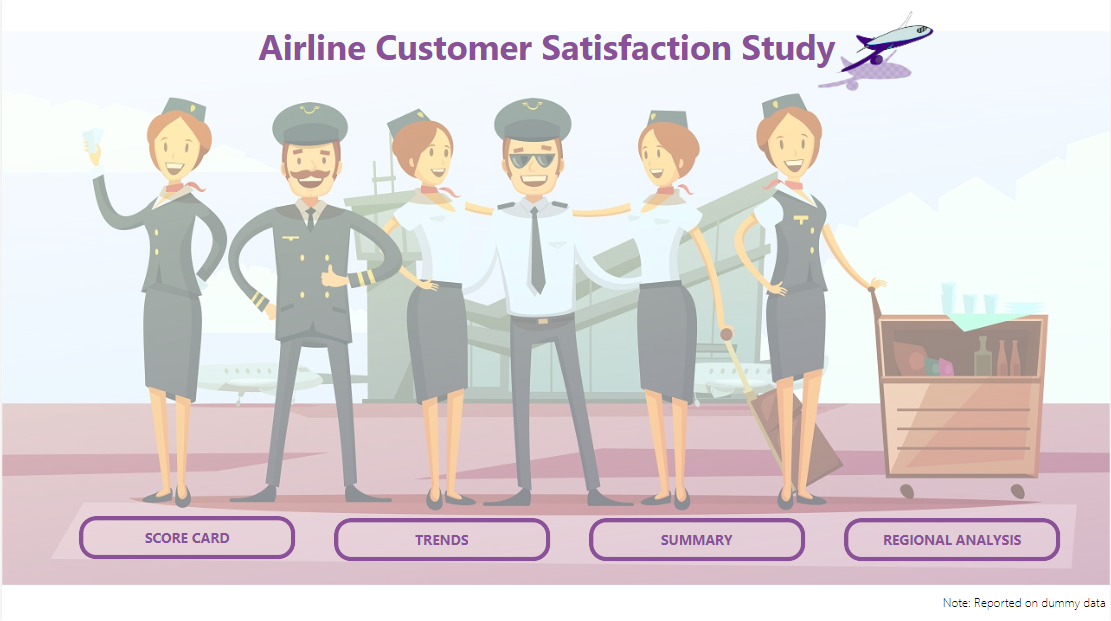 Airline Customer Satisfaction Study
SCORE CARD
TRENDS
SUMMARY
REGIONAL ANALYSIS
Note: Reported on dummy data